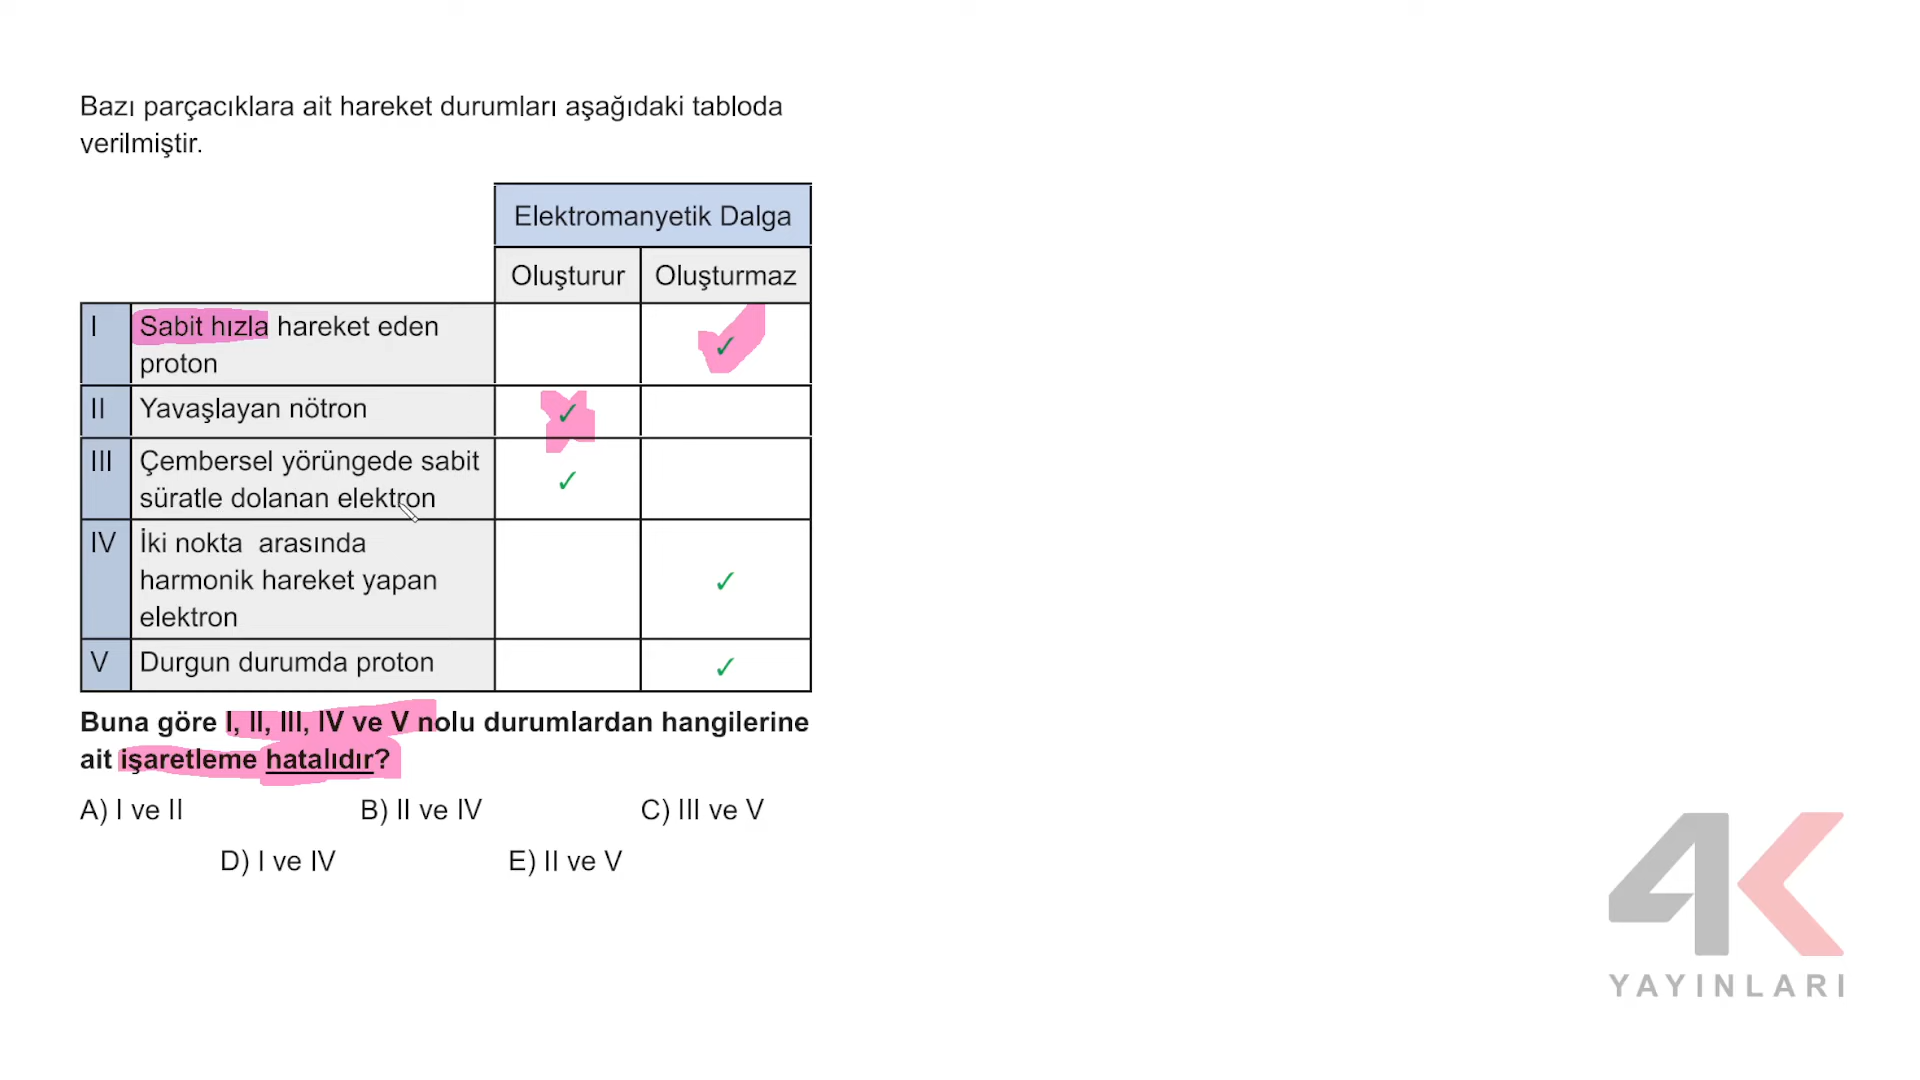 Bazı parçacıklara ait hareket durumları aşağıdaki tabloda
verilmiştir.
Elektromanyetik Dalga
Oluşturur Oluşturmaz
I Sabit hızla hareket eden
proton ✓
II Yavaşlayan nötron ✓
III Çembersel yörüngede sabit
süratle dolanan elektron ✓
IV İki nokta arasında
harmonik hareket yapan ✓
elektron
V Durgun durumda proton ✓
Buna göre I, II, III, IV ve V nolu durumlardan hangilerine
ait işaretleme hatalıdır?
A) I ve II B) II ve IV C) III ve V
D) I ve IV E) II ve V
4K
YAYINLARI